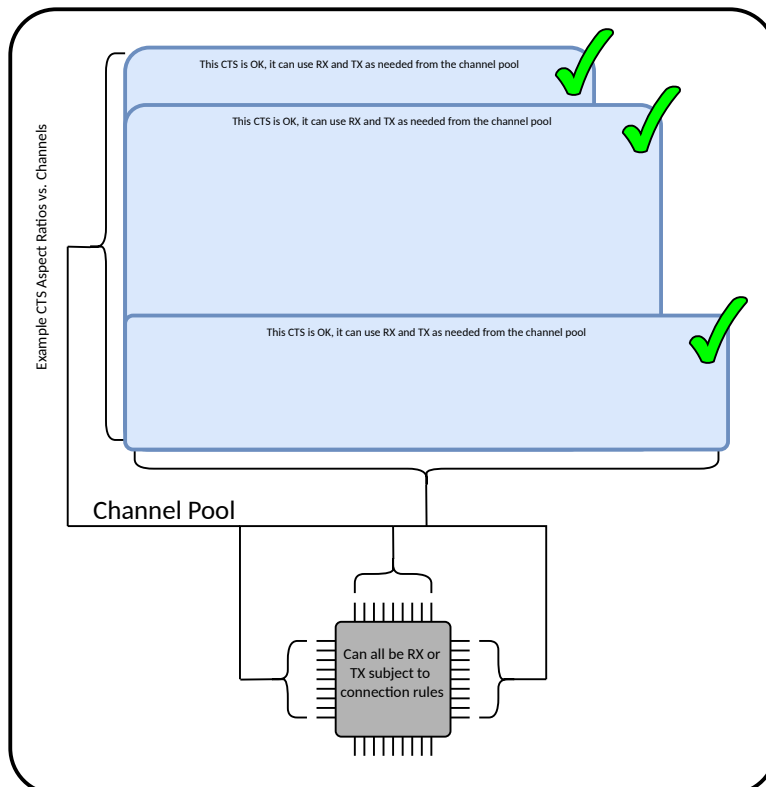 This CTS is OK, it can use RX and TX as needed from the channel pool
This CTS is OK, it can use RX and TX as needed from the channel pool
This CTS is OK, it can use RX and TX as needed from the channel pool
Example CTS Aspect Ratios vs. Channels
Channel Pool
Can all be RX or
TX subject to
connection rules